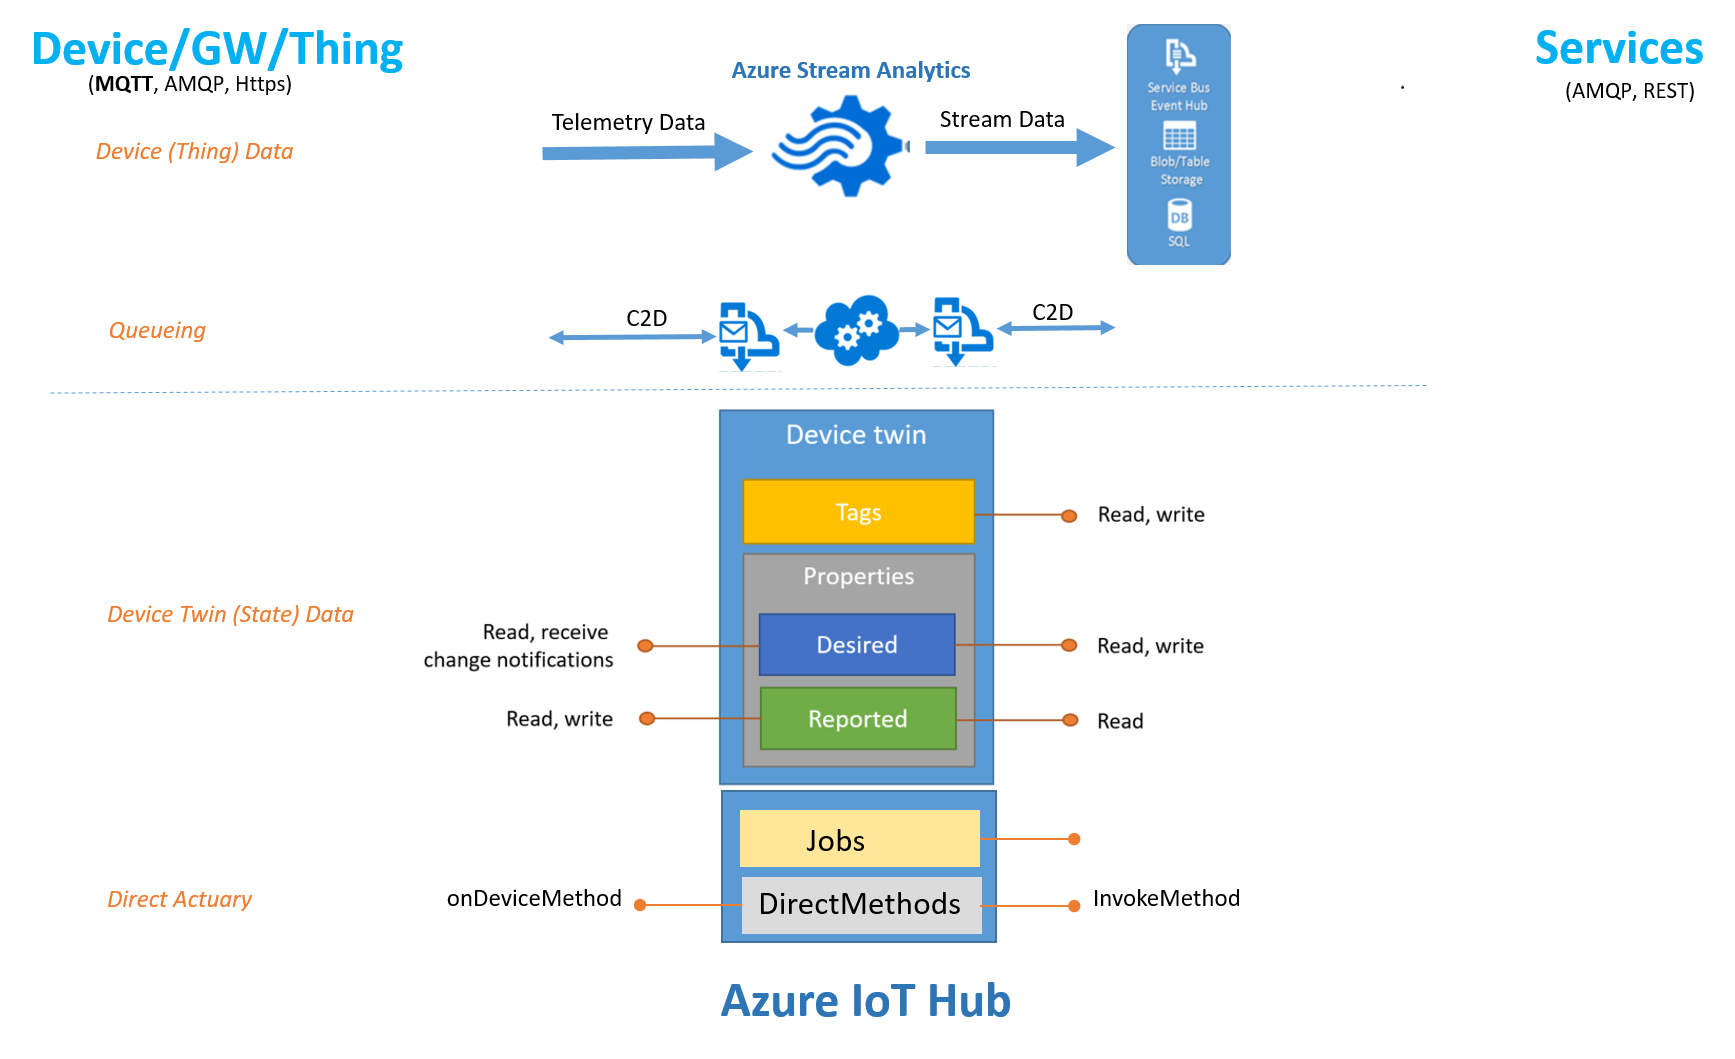 Device/GW/Thing
(MQTT, AMQP, Https)
Services
(AMQP, REST)
.
Azure Stream Analytics
Device (Thing) Data
Telemetry Data
Stream Data
Service Bus
Event Hub
Blob/Table
Storage
DB
SQL
Queueing
C2D
C2D
Device twin
Tags
Read, write
Properties
Device Twin (State) Data
Read, receive
change notifications
Desired
Read, write
Read, write
Reported
Read
Jobs
Direct Actuary
onDeviceMethod
DirectMethods
InvokeMethod
Azure IoT Hub